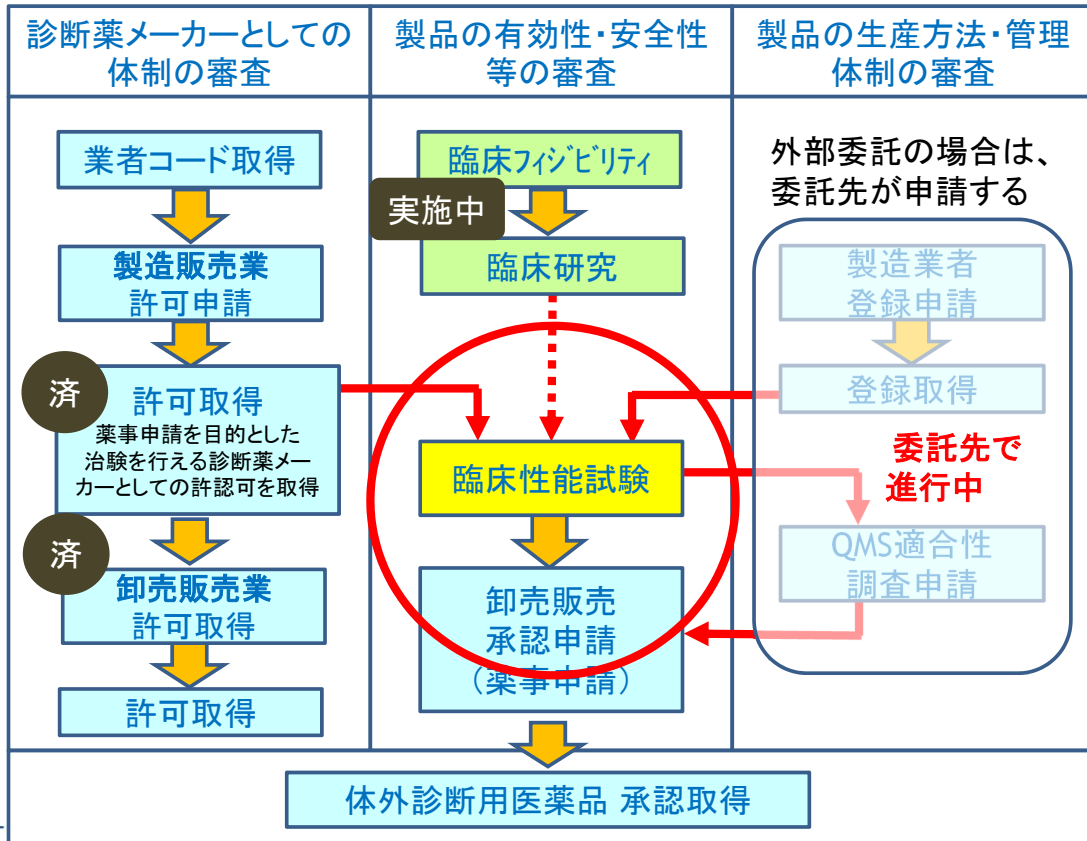 診断薬メーカーとしての
体制の審査
製品の有効性・安全性
等の審査
製品の生産方法・管理
体制の審査
業者コード取得
製造販売業
許可申請
済
許可取得
薬事申請を目的とした
治験を行える診断薬メー
カーとしての許認可を取得
済
卸売販売業
許可取得
許可取得
臨床フィジビリティ
実施中
臨床研究
臨床性能試験
卸売販売
承認申請
（薬事申請）
外部委託の場合は、
委託先が申請する
製造業者
登録申請
登録取得
委託先で
進行中
QMS適合性
調査申請
体外診断用医薬品 承認取得